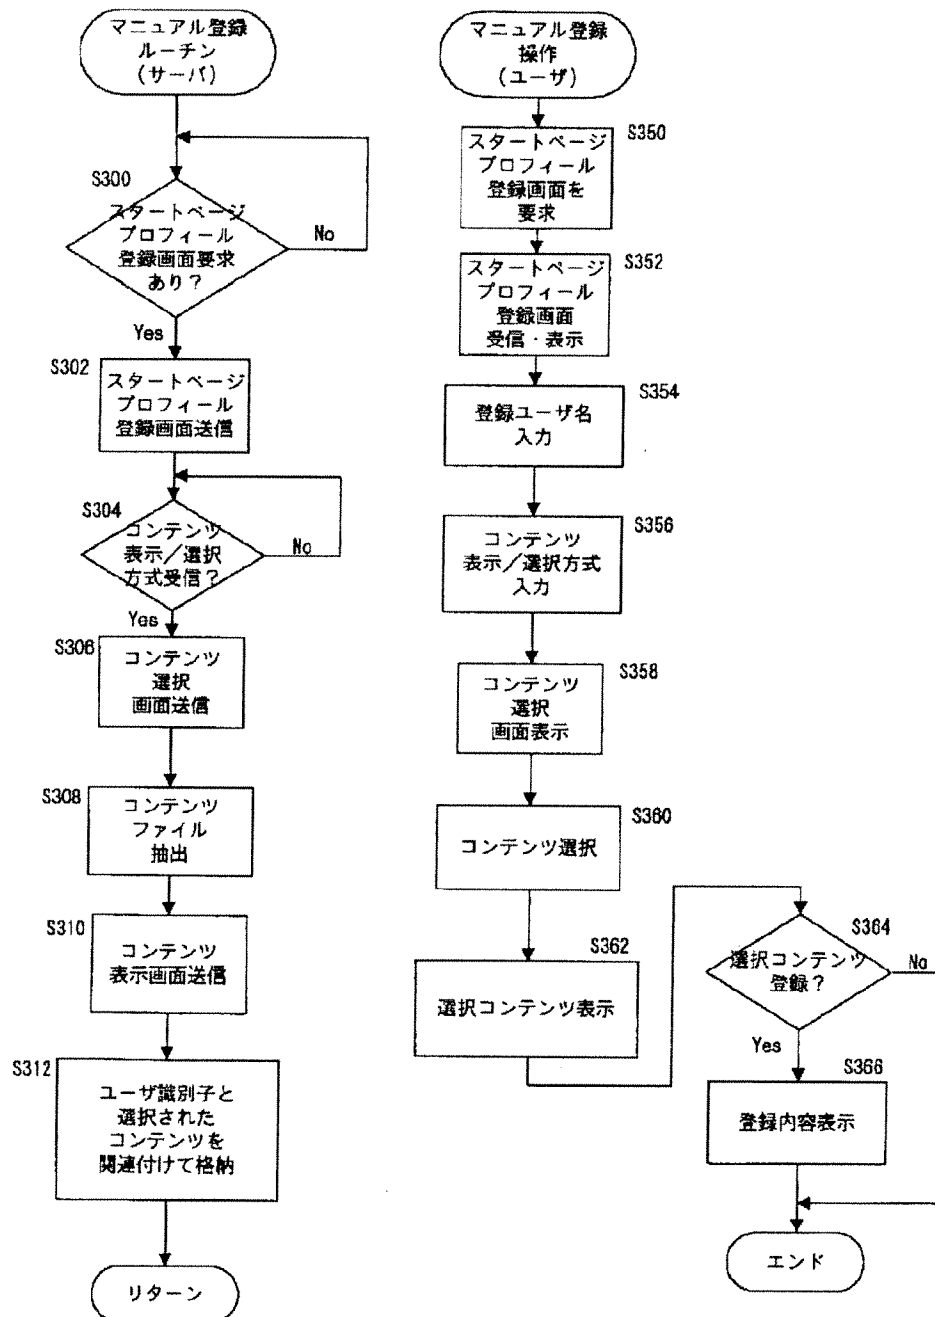 マニュアル登録
ルーチン
(サーバ)
S300
スタートページ
プロフィール
登録画面要求
あり？
No
Yes
S302
スタートページ
プロフィール
登録画面送信
S304
コンテンツ
表示／選択
方式受信？
No
Yes
S306
コンテンツ
選択
画面送信
S308
コンテンツ
ファイル
抽出
S310
コンテンツ
表示画面送信
S312
ユーザ識別子と
選択された
コンテンツを
関連付けて格納
リターン
マニュアル登録
操作
(ユーザ)
S350
スタートページ
プロフィール
登録画面を
要求
S352
スタートページ
プロフィール
登録画面
受信・表示
S354
登録ユーザ名
入力
S356
コンテンツ
表示／選択方式
入力
S358
コンテンツ
選択
画面表示
S360
コンテンツ選択
S362
選択コンテンツ表示
S364
選択コンテンツ
登録？
No
Yes
S366
登録内容表示
エンド